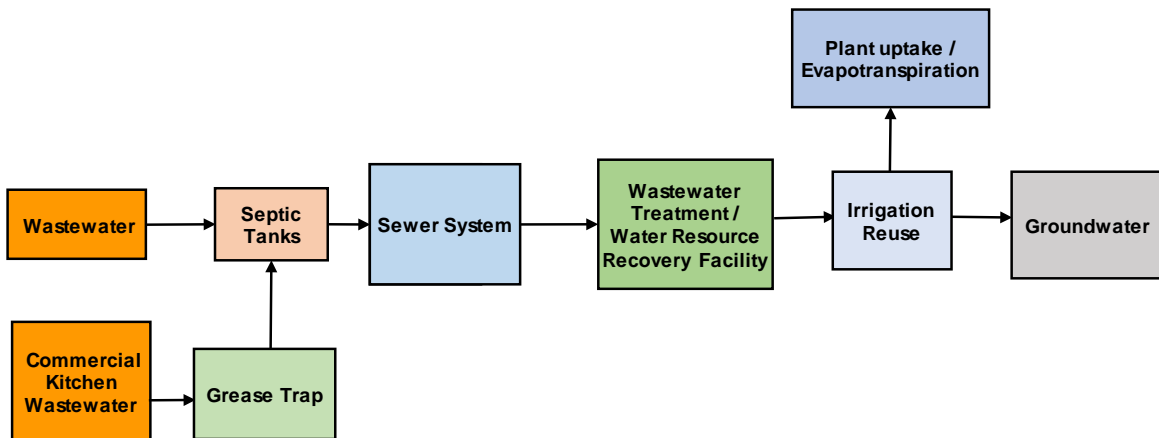 Plant uptake /
Evapotranspiration
Wastewater
Septic
Tanks
Sewer System
Wastewater
Treatment /
Water Resource
Recovery Facility
Irrigation
Reuse
Groundwater
Commercial
Kitchen
Wastewater
Grease Trap